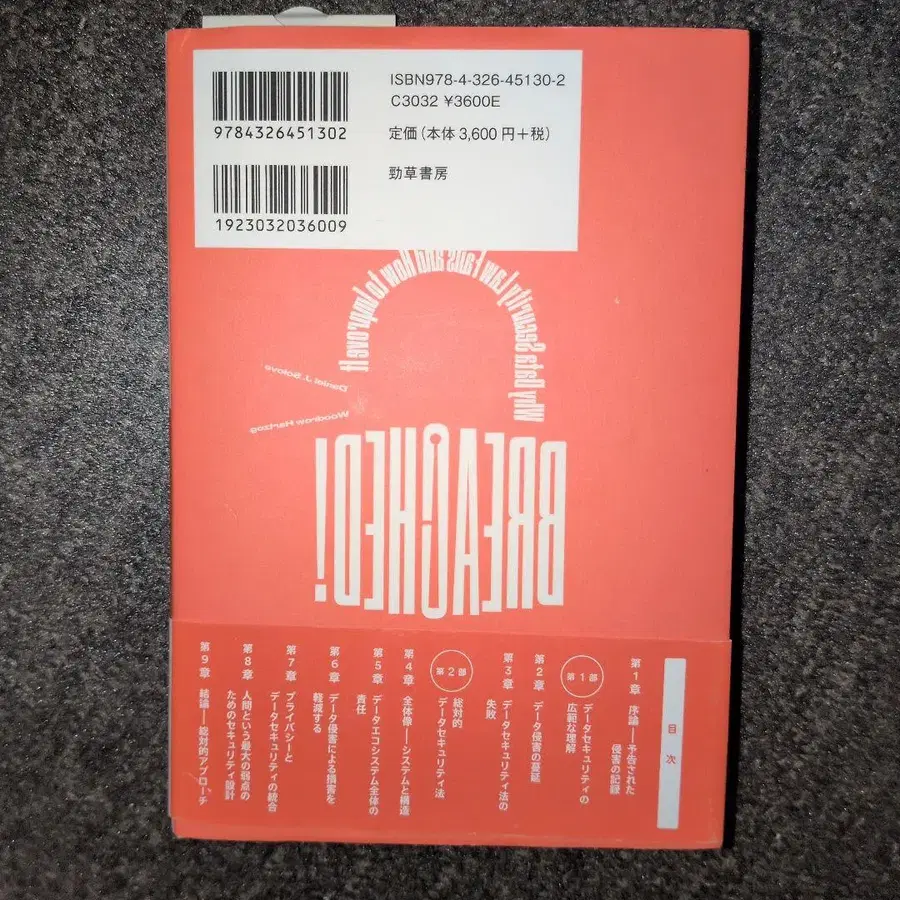 ISBN978-4-326-45130-2
C3032 ¥3600E
9784326451302
定価(本体 3,600 円+税)
勁草書房
1923032036009
Why Data Security Law Fails and How to Improve It
Daniel J. Solove
Woodrow Hartzog
BREACHED!
目次
第1章 序論——予告された
侵害の記録
第1部
データセキュリティの
広範な理解
第2章 データ侵害の蔓延
第3章 データセキュリティ法の
失敗
第2部
総対的
データセキュリティ法
第4章 全体像——システムと構造
第5章 データエコシステム全体の
責任
第6章 データ侵害による損害を
軽減する
第7章 プライバシーと
データセキュリティの統合
第8章 人間という最大の弱点の
ためのセキュリティ設計
第9章 結論——総対的アプローチ